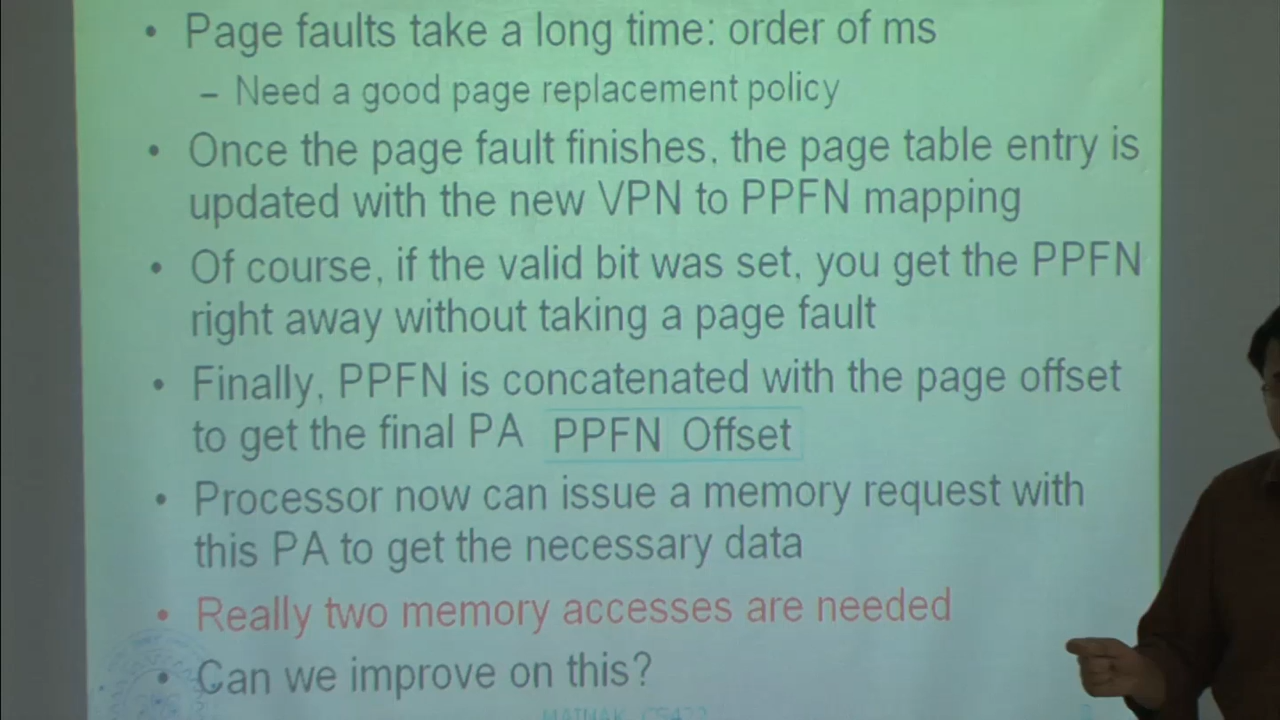 • Page faults take a long time: order of ms
– Need a good page replacement policy
• Once the page fault finishes, the page table entry is
updated with the new VPN to PPFN mapping
• Of course, if the valid bit was set, you get the PPFN
right away without taking a page fault
• Finally, PPFN is concatenated with the page offset
to get the final PA PPFN Offset
• Processor now can issue a memory request with
this PA to get the necessary data
• Really two memory accesses are needed
• Can we improve on this?